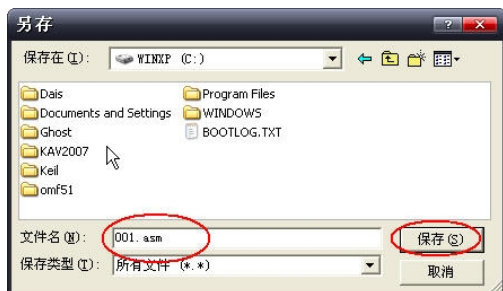 另存
保存在(I): WINXP (C:)
Dais
Documents and Settings
Ghost
KAV2007
Keil
omf51
Program Files
WINDOWS
BOOTLOG.TXT
文件名(N): 001.asm 保存(S)
保存类型(T): 所有文件 (*.*) 取消